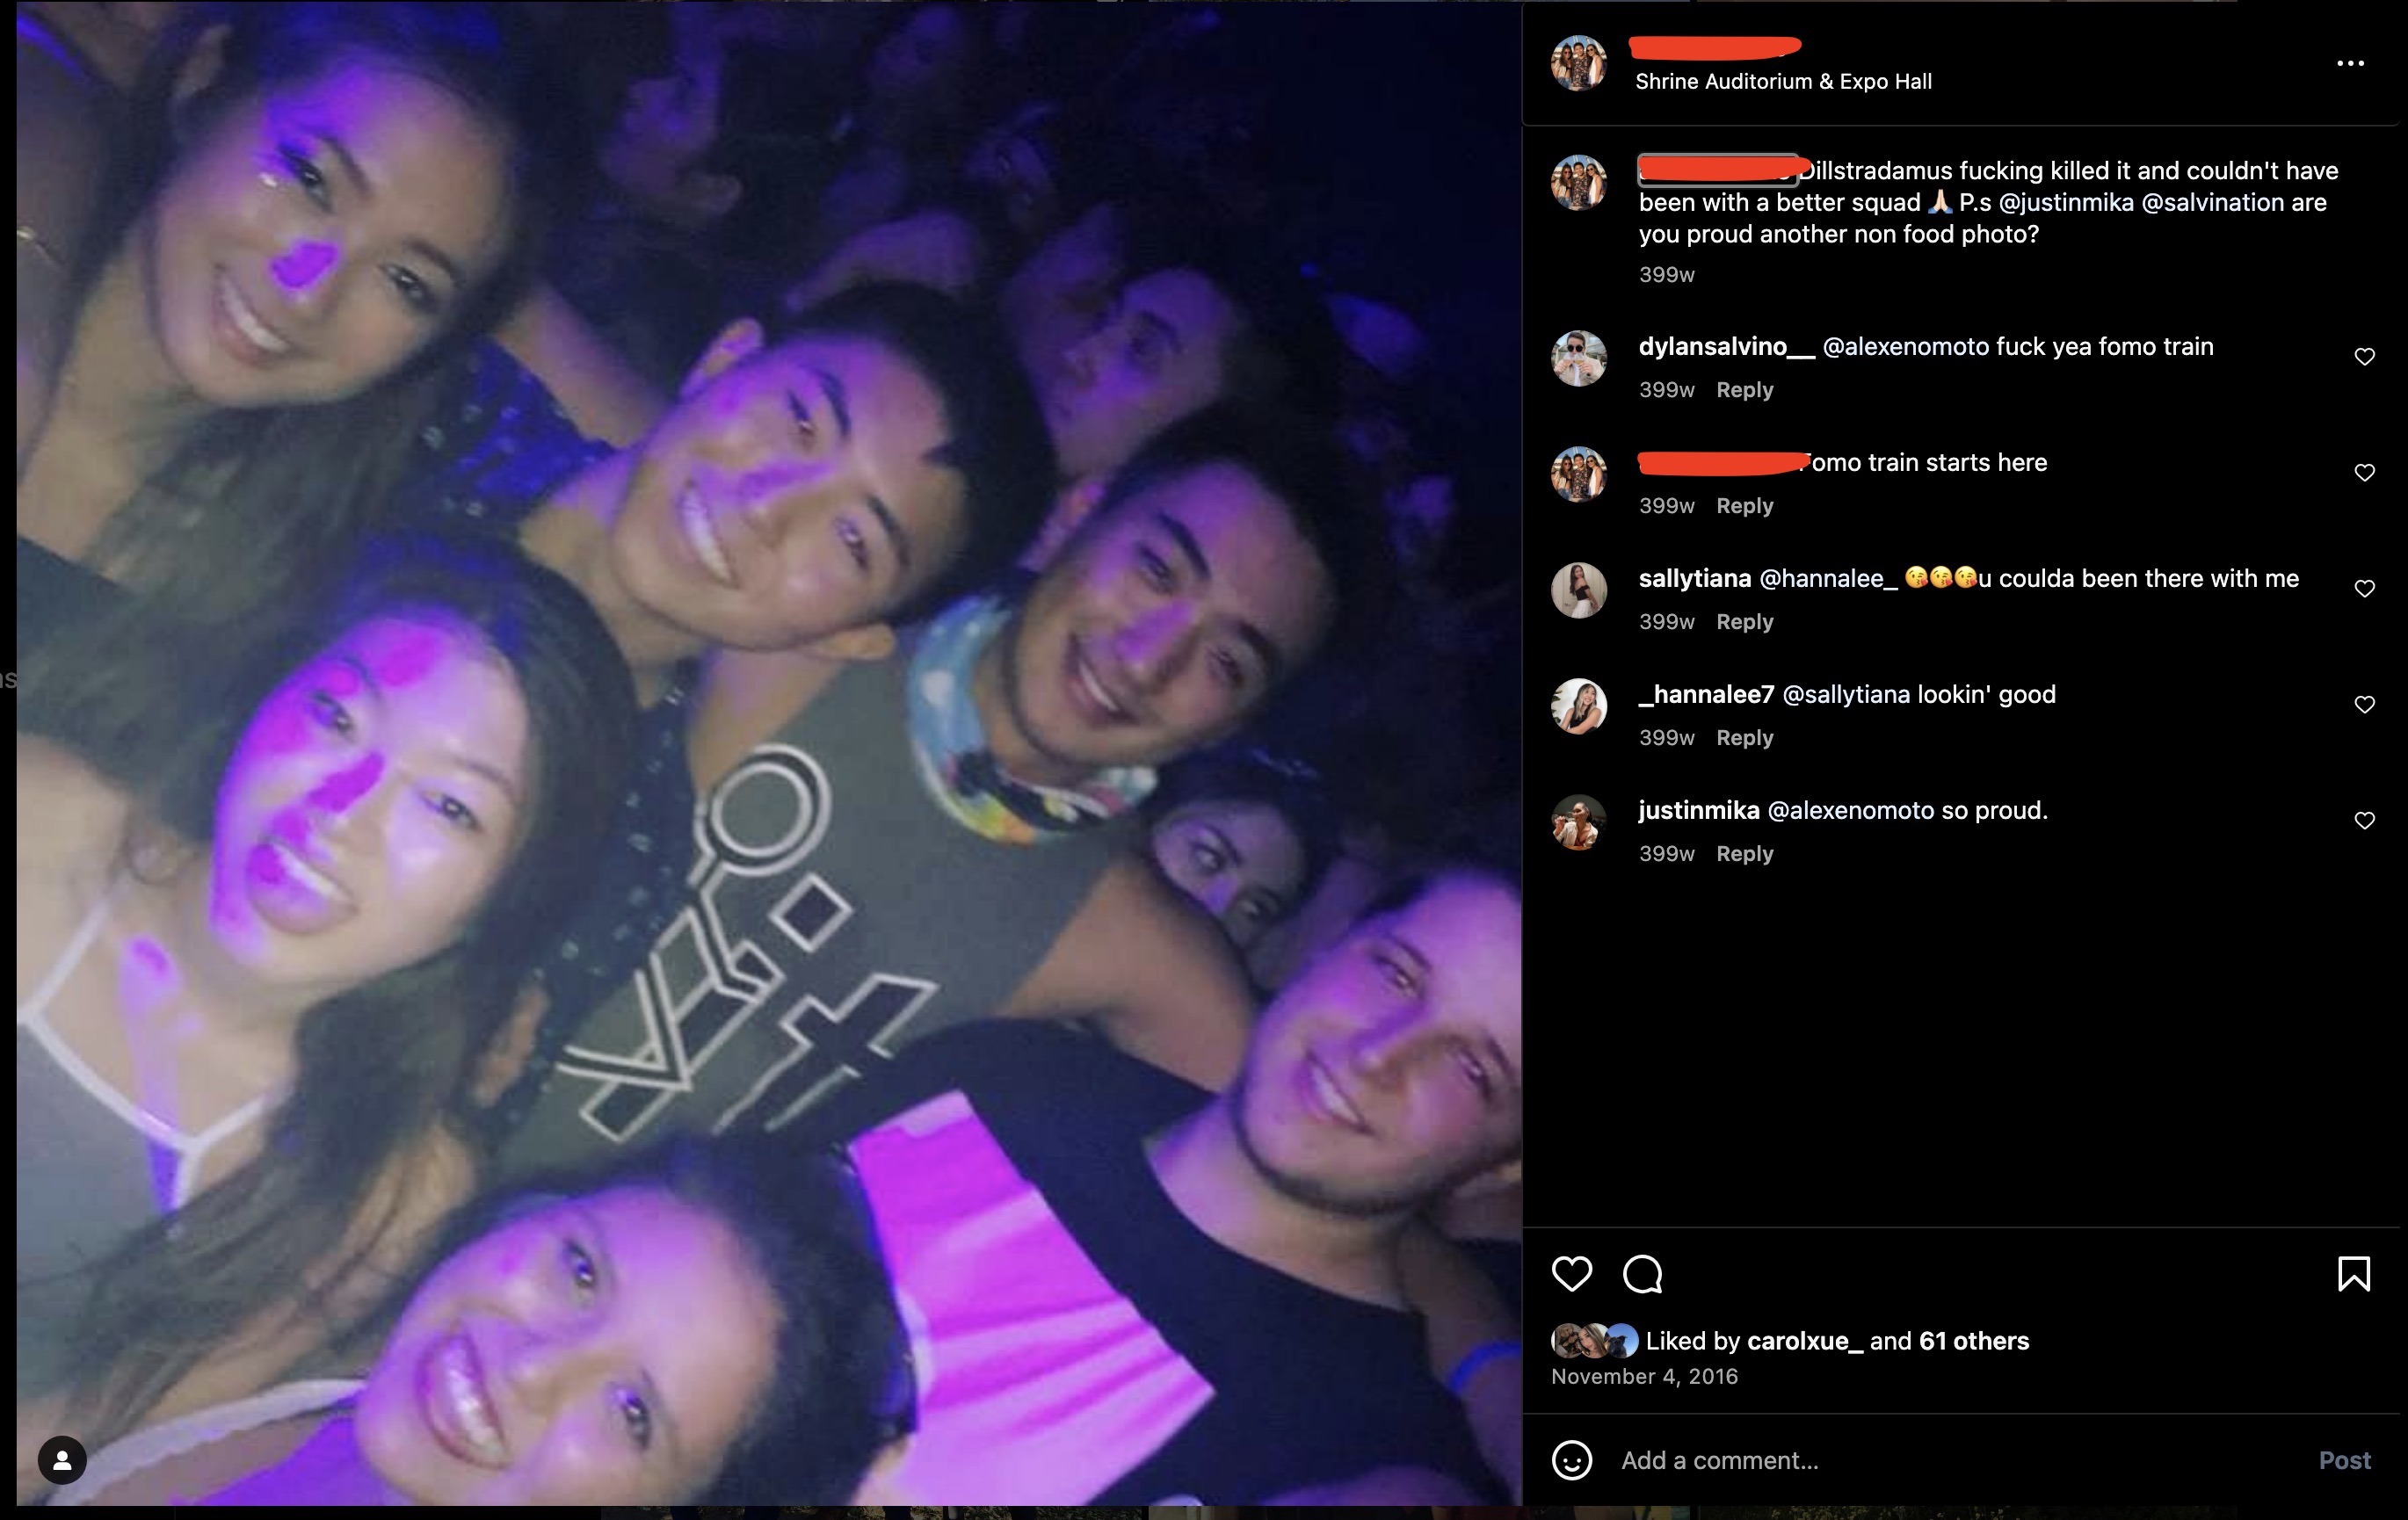 Shrine Auditorium & Expo Hall
Dillstradamus fucking killed it and couldn't have
been with a better squad 🙏🏻 P.s @justinmika @salvination are
you proud another non food photo?
399w
dylansalvino__ @alexenomoto fuck yea fomo train
399w Reply
Fomo train starts here
399w Reply
sallytiana @hannalee_ 😘😘😘u coulda been there with me
399w Reply
_hannalee7 @sallytiana lookin' good
399w Reply
justinmika @alexenomoto so proud.
399w Reply
Liked by carolxue_ and 61 others
November 4, 2016
Add a comment...
Post